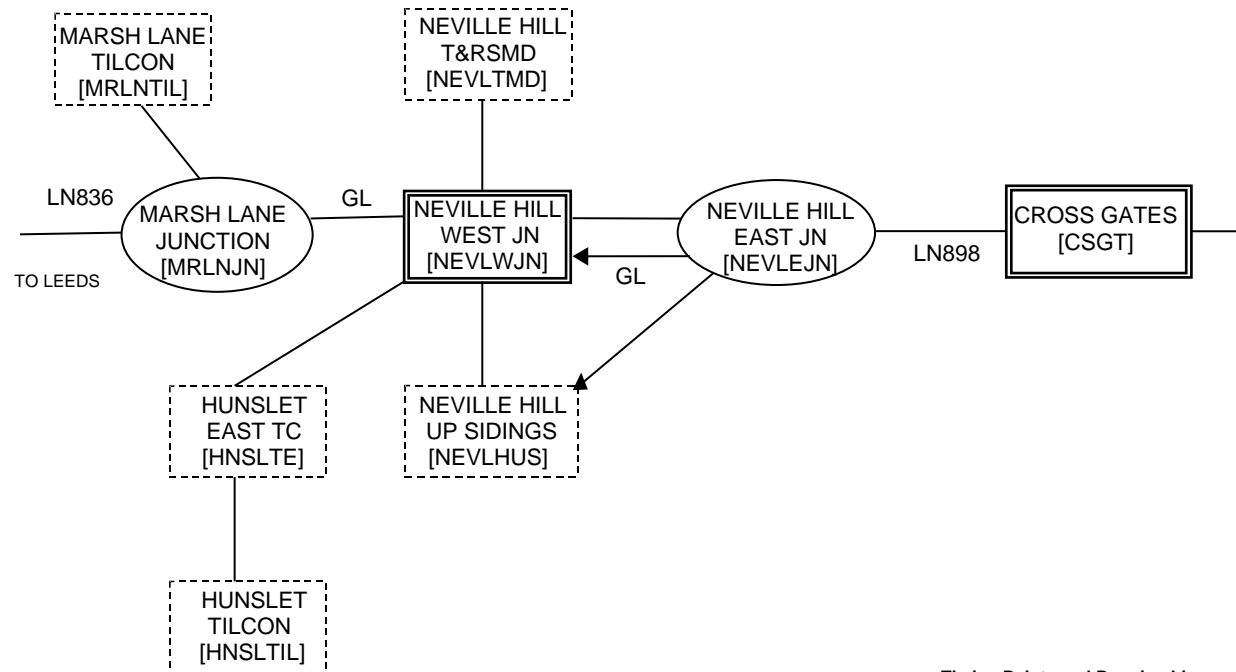 MARSH LANE
TILCON
[MRLNTIL]
NEVILLE HILL
T&RSMD
[NEVLTMD]
LN836
TO LEEDS
MARSH LANE
JUNCTION
[MRLNJN]
GL
NEVILLE HILL
WEST JN
[NEVLWJN]
GL
NEVILLE HILL
EAST JN
[NEVLEJN]
LN898
CROSS GATES
[CSGT]
HUNSLET
EAST TC
[HNSLTE]
NEVILLE HILL
UP SIDINGS
[NEVLHUS]
HUNSLET
TILCON
[HNSLTIL]